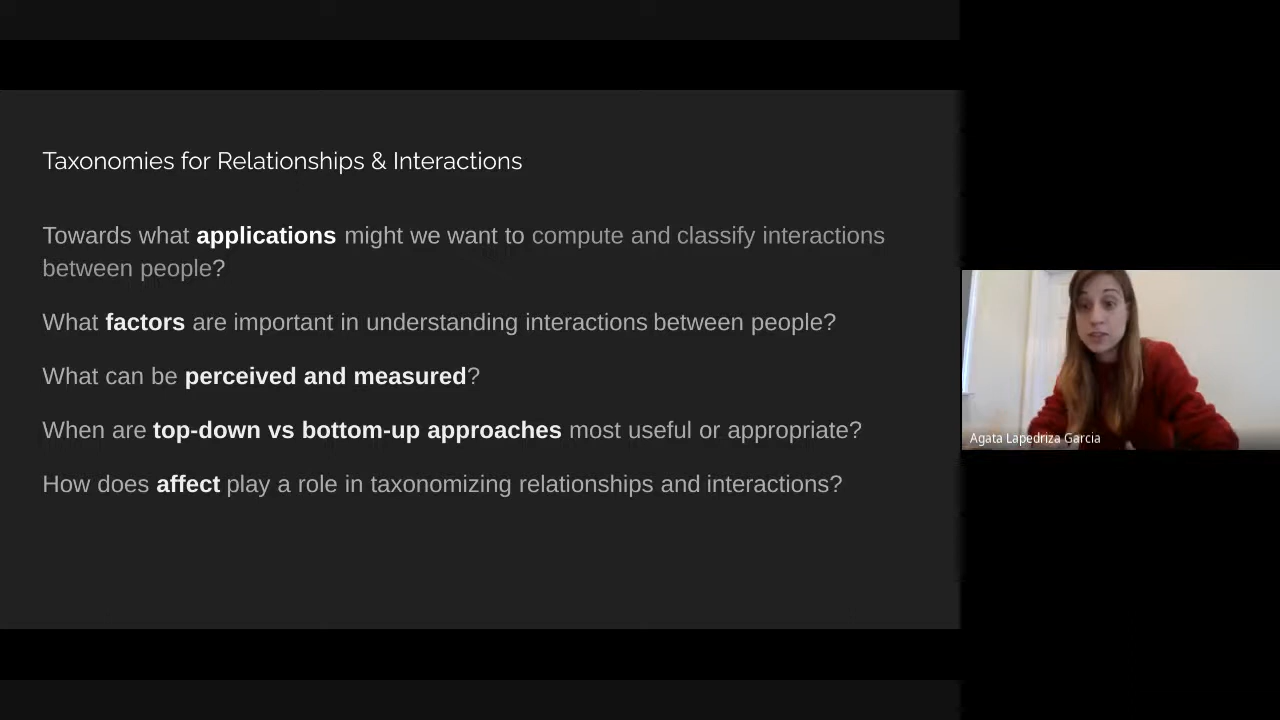 Taxonomies for Relationships & Interactions
Towards what applications might we want to compute and classify interactions
between people?
What factors are important in understanding interactions between people?
What can be perceived and measured?
When are top-down vs bottom-up approaches most useful or appropriate?
How does affect play a role in taxonomizing relationships and interactions?
Agata Lapedriza Garcia